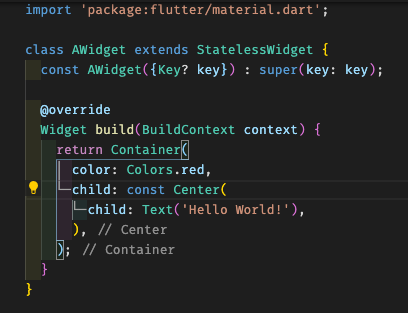 import 'package:flutter/material.dart';
class AWidget extends StatelessWidget {
  const AWidget({Key? key}) : super(key: key);

  @override
  Widget build(BuildContext context) {
    return Container(
      color: Colors.red,
      child: const Center(
        child: Text('Hello World!'),
      ), // Center
    ); // Container
  }
}